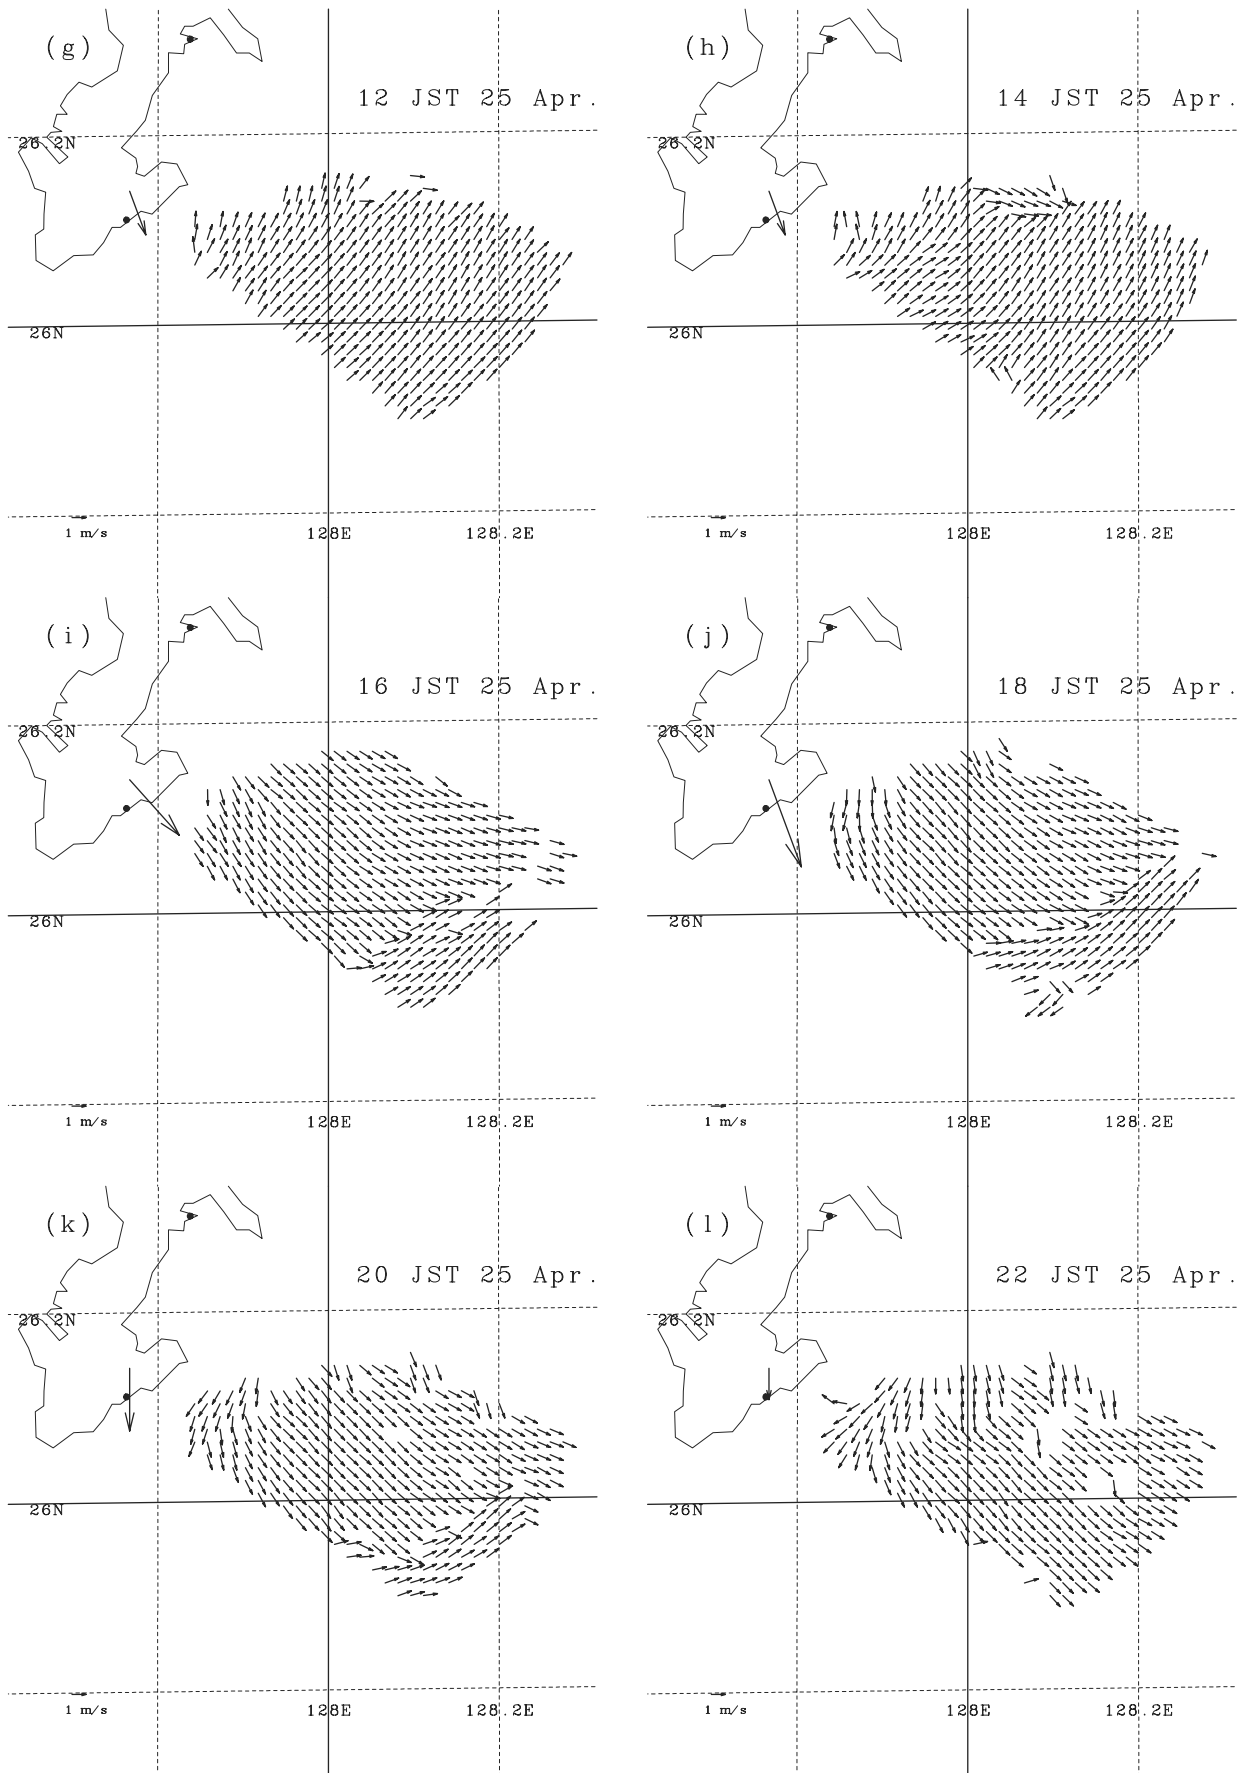 (g)
12 JST 25 Apr.
26.2N
26N
1 m/s
128E
128.2E
(h)
14 JST 25 Apr.
26.2N
26N
1 m/s
128E
128.2E
(i)
16 JST 25 Apr.
26.2N
26N
1 m/s
128E
128.2E
(j)
18 JST 25 Apr.
26.2N
26N
1 m/s
128E
128.2E
(k)
20 JST 25 Apr.
26.2N
26N
1 m/s
128E
128.2E
(l)
22 JST 25 Apr.
26.2N
26N
1 m/s
128E
128.2E